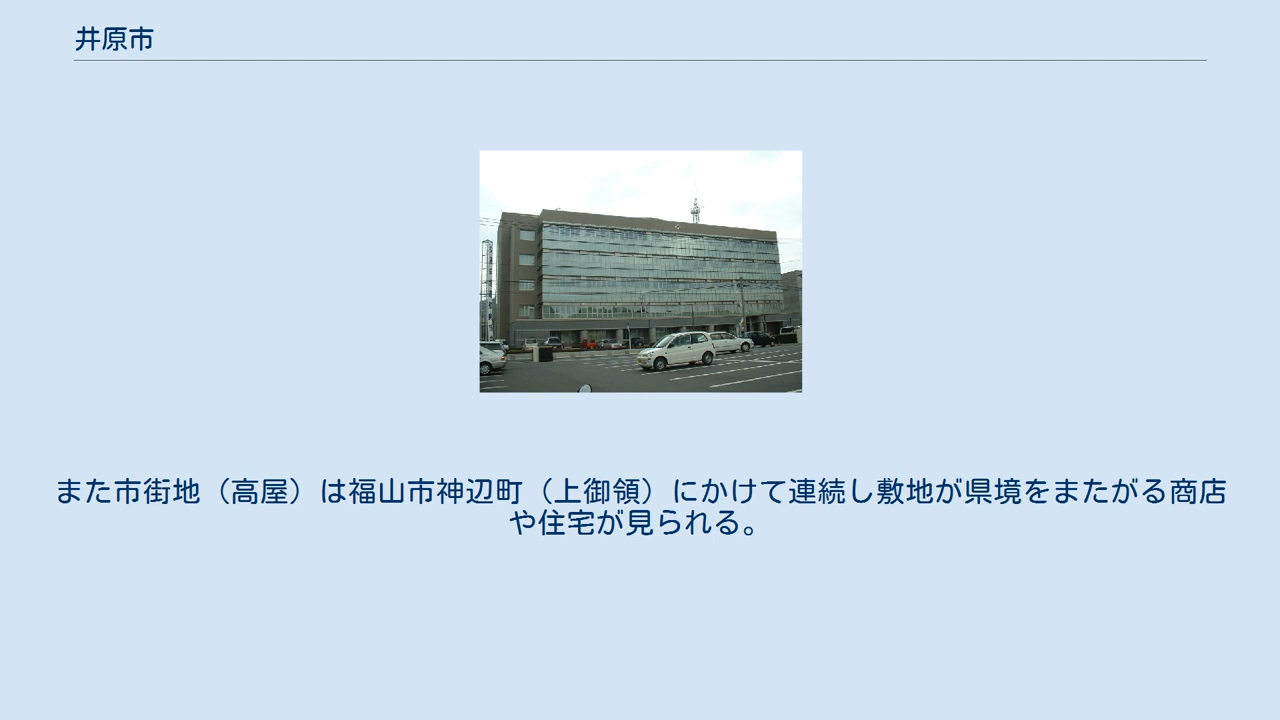 井原市
また市街地（高屋）は福山市神辺町（上御領）にかけて連続し敷地が県境をまたがる商店
や住宅が見られる。